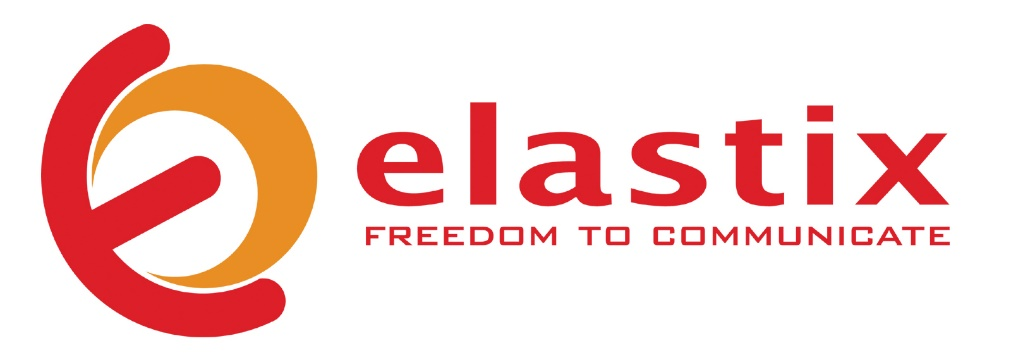 elastix
FREEDOM TO COMMUNICATE